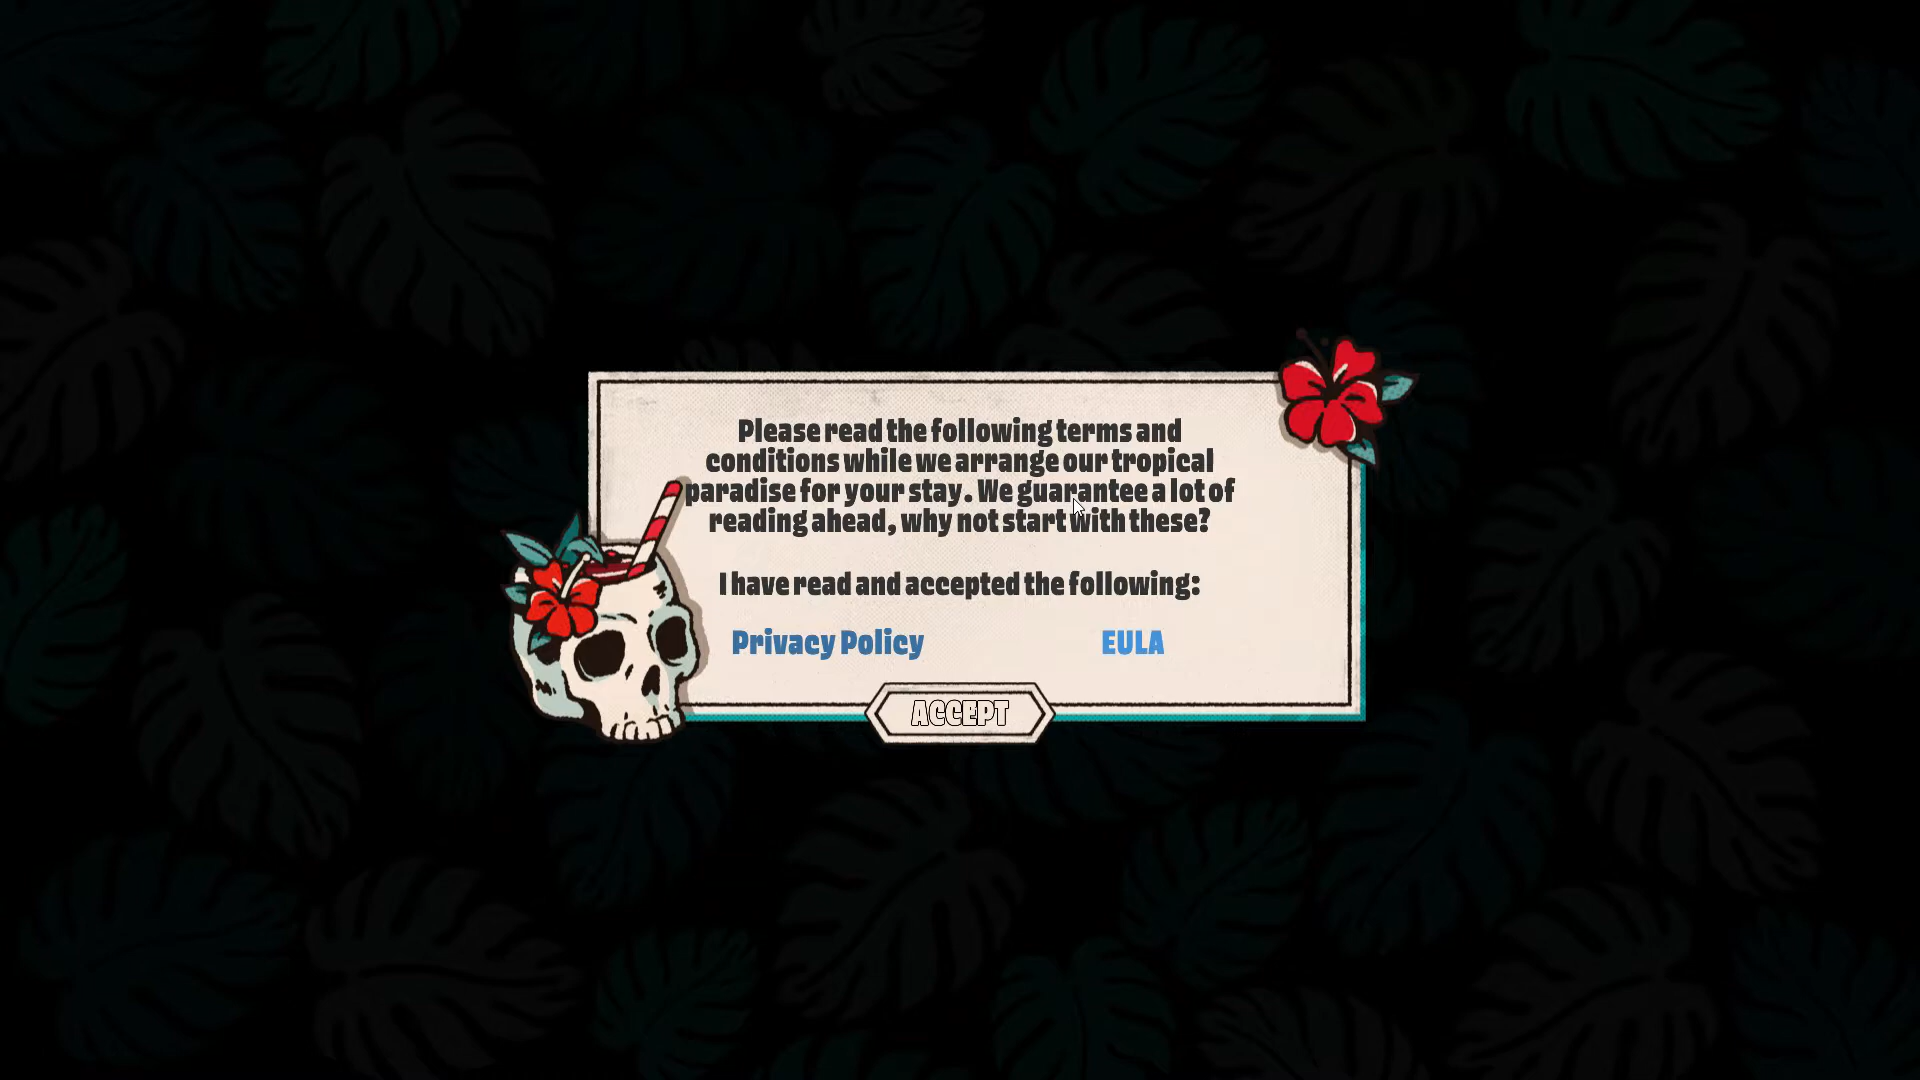 Please read the following terms and
conditions while we arrange our tropical
paradise for your stay. We guarantee a lot of
reading ahead, why not start with these?
I have read and accepted the following:
Privacy Policy
EULA
ACCEPT